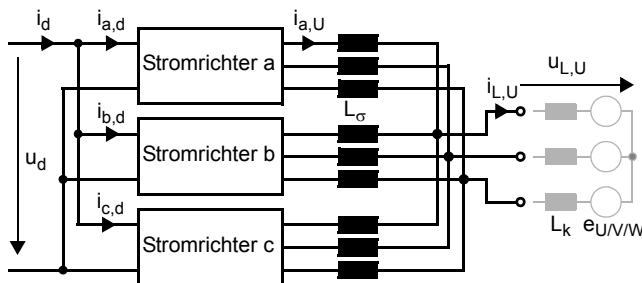 i_d
i_a,d
Stromrichter a
i_a,U
L_σ
u_d
i_b,d
Stromrichter b
i_c,d
Stromrichter c
i_L,U
u_L,U
L_k
e_U/V/W